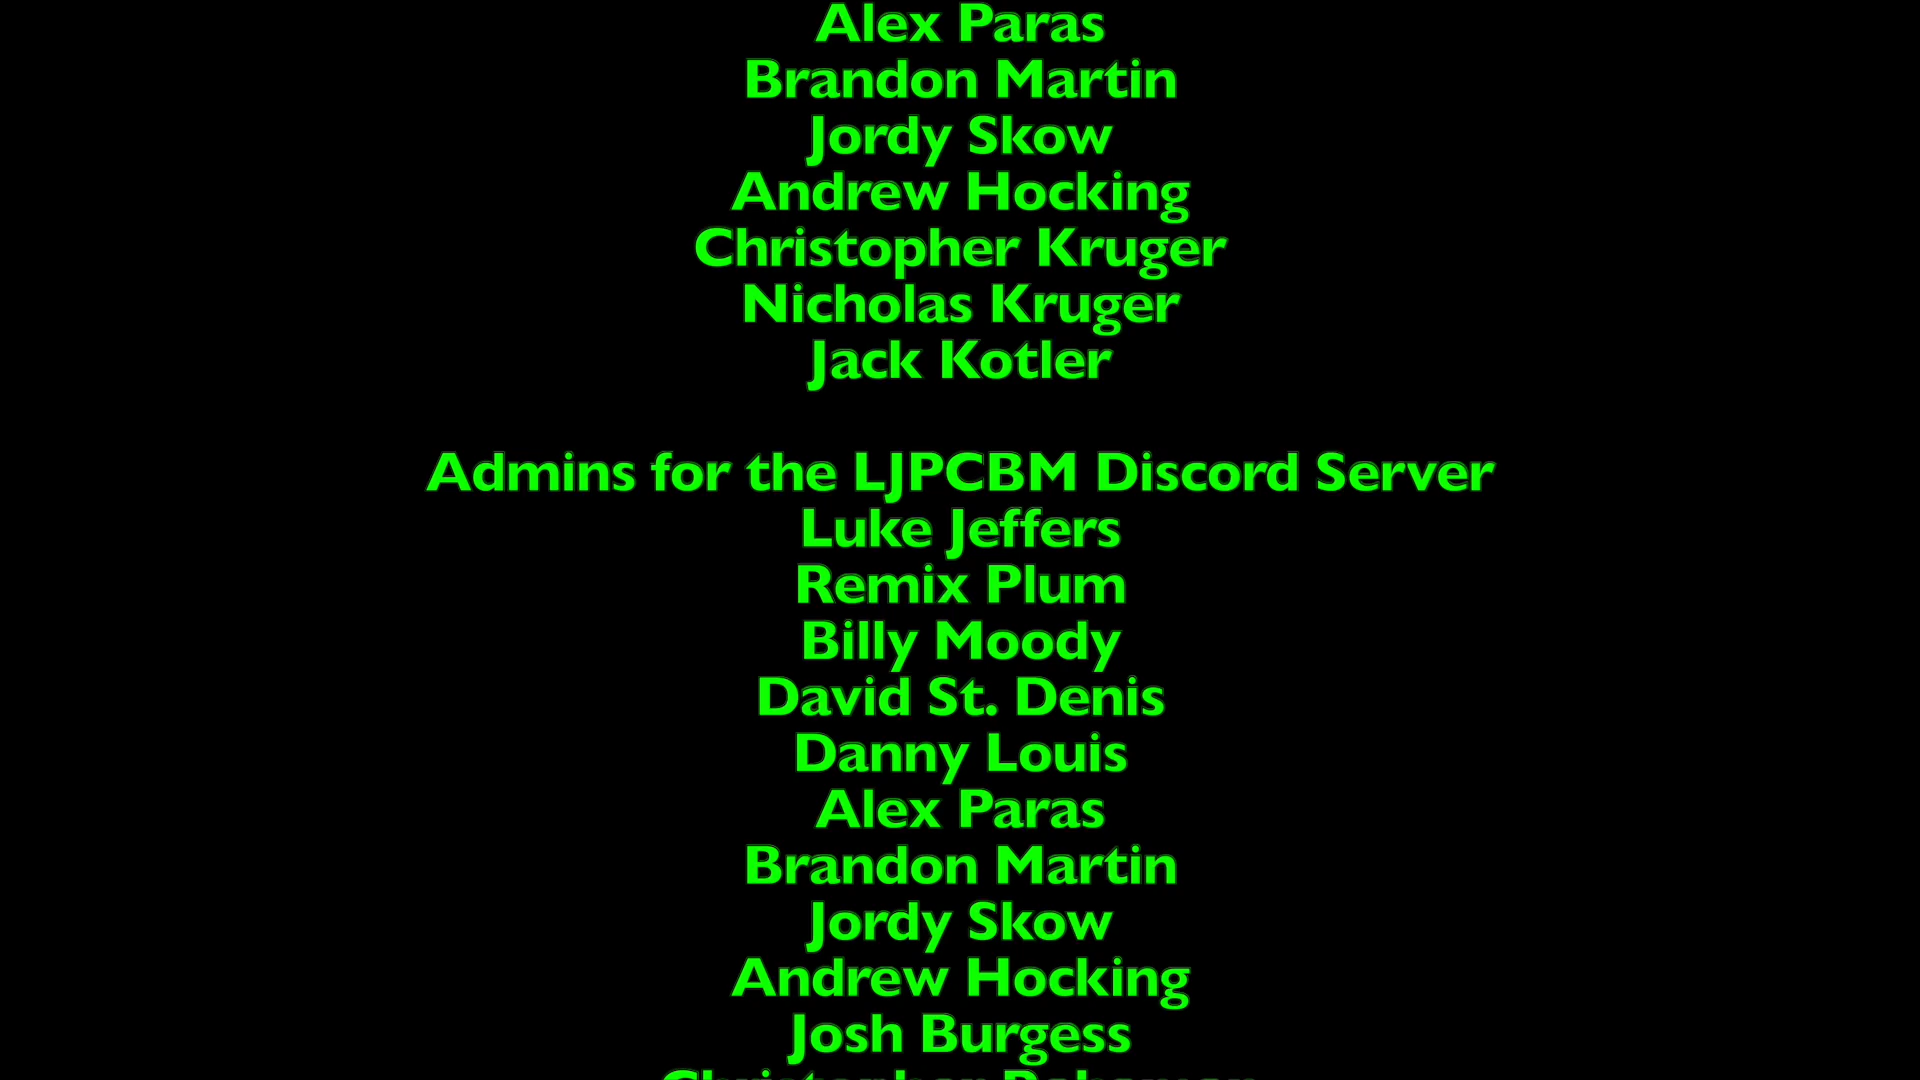 Alex Paras
Brandon Martin
Jordy Skow
Andrew Hocking
Christopher Kruger
Nicholas Kruger
Jack Kotler
Admins for the LJPCBM Discord Server
Luke Jeffers
Remix Plum
Billy Moody
David St. Denis
Danny Louis
Alex Paras
Brandon Martin
Jordy Skow
Andrew Hocking
Josh Burgess
Christopher